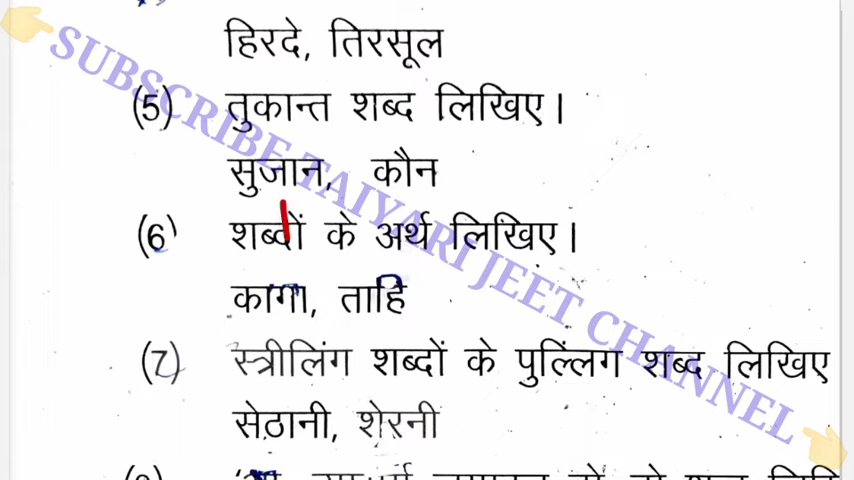 हिरदे, तिरसूल
(5) तुकान्त शब्द लिखिए।
सुजान, कौन
(6) शब्दों के अर्थ लिखिए।
कागा, ताहि
(7) स्त्रीलिंग शब्दों के पुल्लिंग शब्द लिखिए
सेठानी, शेरनी
SUBSCRIBE TAIYARI JEET CHANNEL